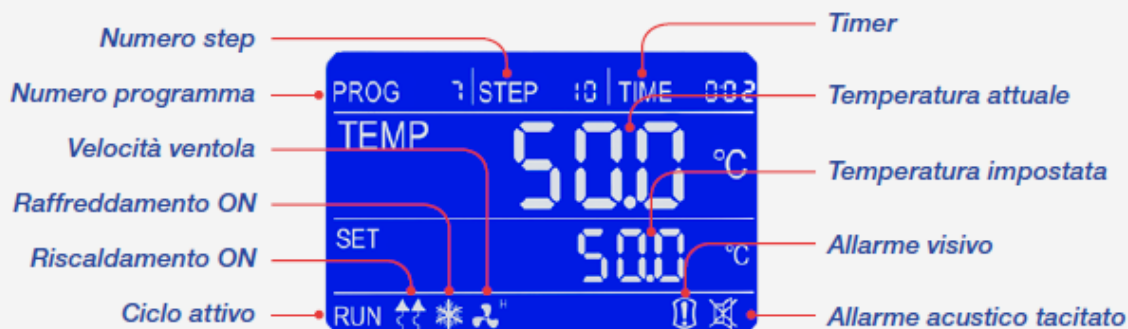 Numero step
Timer
Numero programma
PROG 7 STEP 10 TIME 002
Temperatura attuale
Velocità ventola
TEMP 50.0 °C
Raffreddamento ON
Temperatura impostata
Riscaldamento ON
SET 50.0 °C
Allarme visivo
Ciclo attivo
RUN H
Allarme acustico tacitato